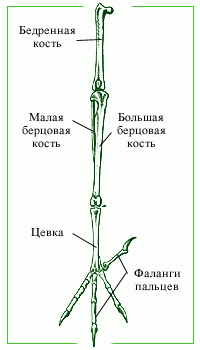 Бедренная
кость
Малая
берцовая
кость
Большая
берцовая
кость
Цевка
Фаланги
пальцев